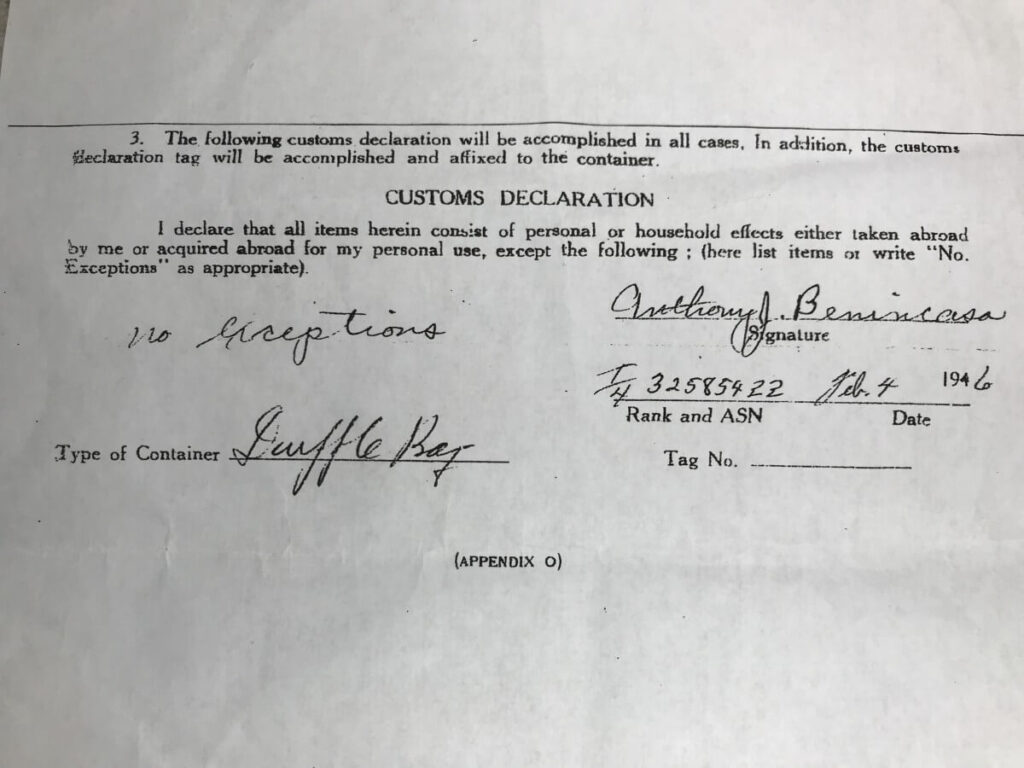 3. The following customs declaration will be accomplished in all cases, In addition, the customs
declaration tag will be accomplished and affixed to the container.
CUSTOMS DECLARATION
I declare that all items herein consist of personal or household effects either taken abroad
by me or acquired abroad for my personal use, except the following ; (here list items or write "No.
Exceptions" as appropriate).
no exceptions
Anthony J. Benincasa
Signature
T/4 32585422 Feb. 4 1946
Rank and ASN Date
Type of Container Duffle Bag
Tag No.
(APPENDIX O)